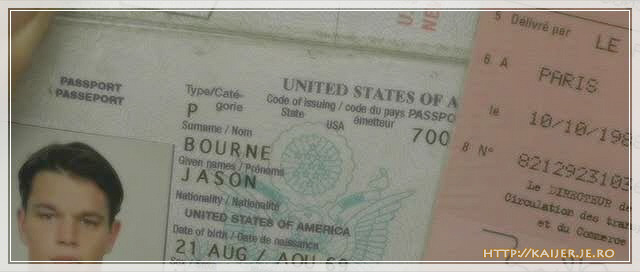 PASSPORT
PASSEPORT
Type/Caté-
gorie
P
UNITED STATES OF A
Code of issuing / code du pays PASSPO
State USA émetteur
700
Surname / Nom
BOURNE
Given names / Prénoms
JASON
Nationality / Nationalité
UNITED STATES OF AMERICA
Date of birth / Date de naissance
21 AUG / AOU 69
5 Délivré par
LE
6 A PARIS
le 10/10/198
8 N° 8212923103
Le DIRECTEUR de
Circulation des tran
et du Commerce
HTTP://KAIJERJE.RO